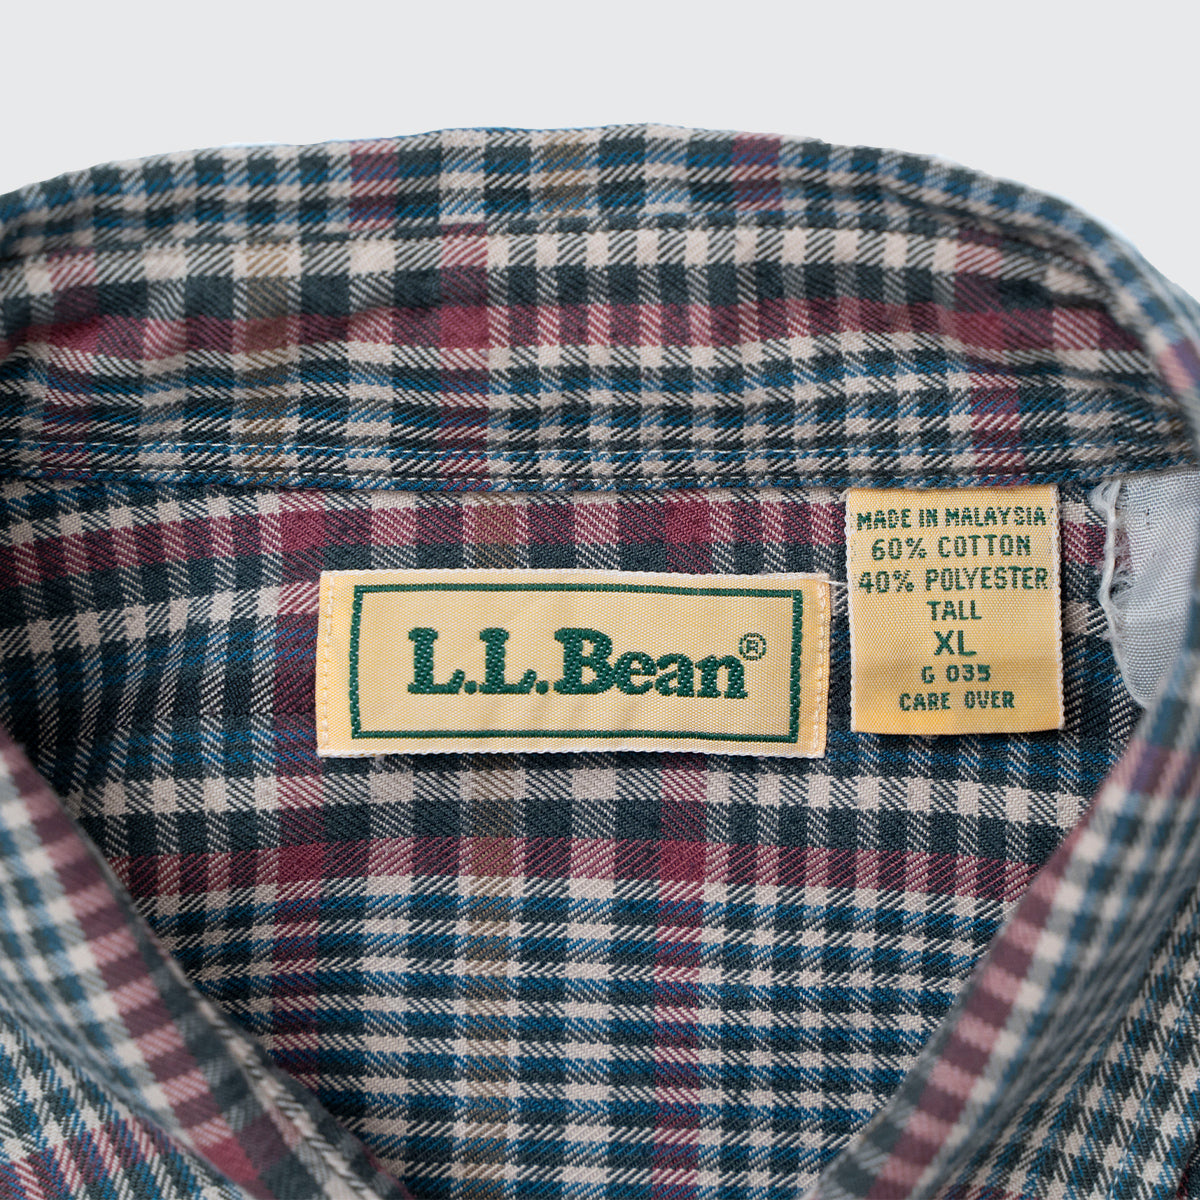 L.L.Bean®
MADE IN MALAYSIA
60% COTTON
40% POLYESTER
TALL
XL
G 035
CARE OVER